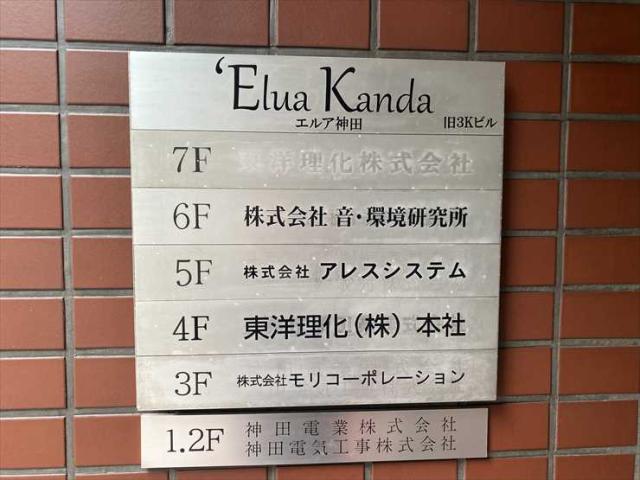 'Elua Kanda
エルア神田 旧3Kビル
7F 東洋理化株式会社
6F 株式会社 音・環境研究所
5F 株式会社 アレスシステム
4F 東洋理化(株) 本社
3F 株式会社モリコーポレーション
1.2F 神田電業株式会社
神田電気工事株式会社